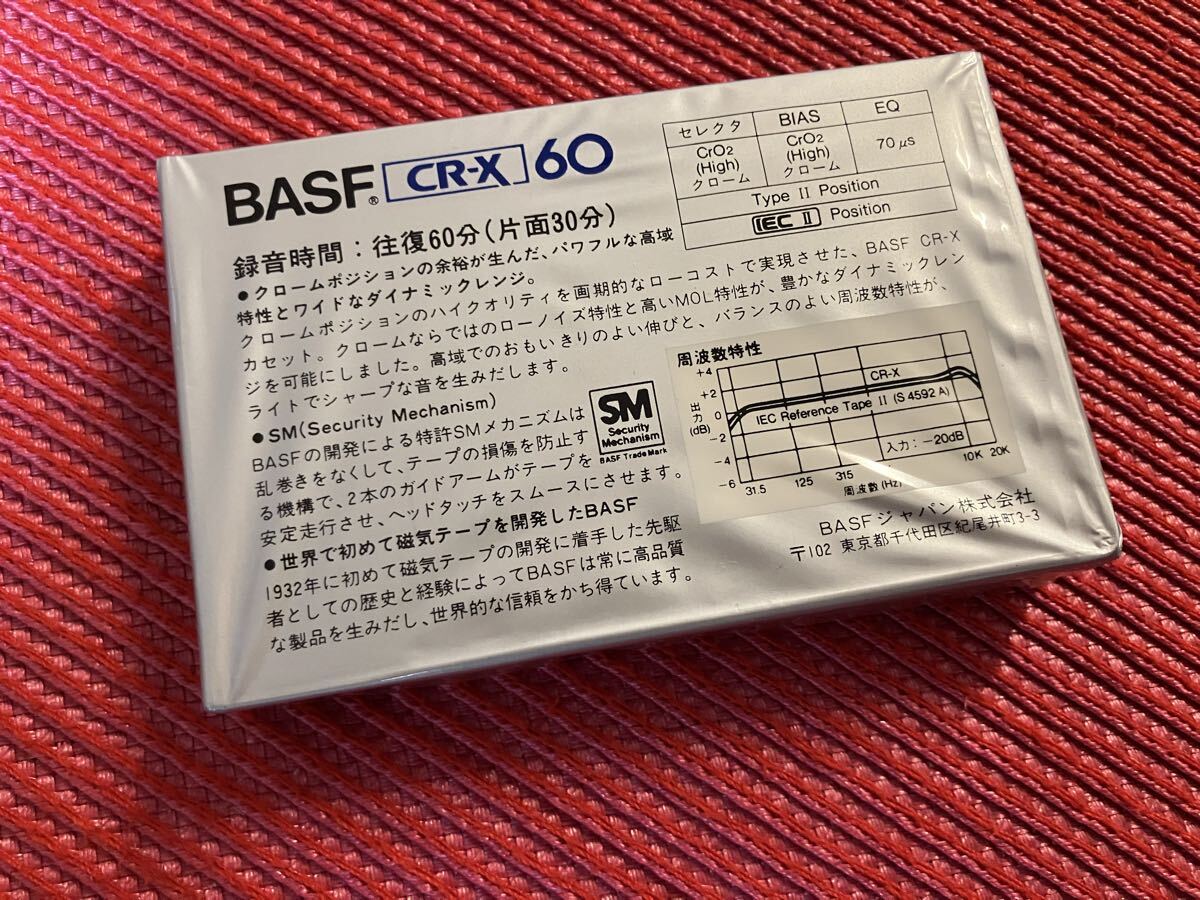 BASF® CR-X 60
セレクタ BIAS EQ
CrO2 (High) クローム CrO2 (High) クローム 70 μs
Type II Position
IEC II Position
録音時間：往復60分(片面30分)
●クロームポジションの余裕が生んだ、パワフルな高域
特性とワイドなダイナミックレンジ。
クロームポジションのハイクオリティを画期的なローコストで実現させた、BASF CR-X
カセット。クロームならではのローノイズ特性と高いMOL特性が、豊かなダイナミックレン
ジを可能にしました。高域でのおもいきりのよい伸びと、バランスのよい周波数特性が、
ライトでシャープな音を生みだします。
●SM(Security Mechanism)
BASFの開発による特許SMメカニズムは
乱巻きをなくして、テープの損傷を防止す
る機構で、2本のガイドアームがテープを
安定走行させ、ヘッドタッチをスムースにさせます。
SM
Security
Mechanism
BASF Trade Mark
●世界で初めて磁気テープを開発したBASF
1932年に初めて磁気テープの開発に着手した先駆
者としての歴史と経験によってBASFは常に高品質
な製品を生みだし、世界的な信頼をかち得ています。
周波数特性
+4
+2
0
-2
-4
-6
出力(dB)
CR-X
IEC Reference Tape II (S 4592 A)
入力：-20dB
31.5 125 315 10K 20K
周波数(Hz)
BASFジャパン株式会社
〒102 東京都千代田区紀尾井町3-3